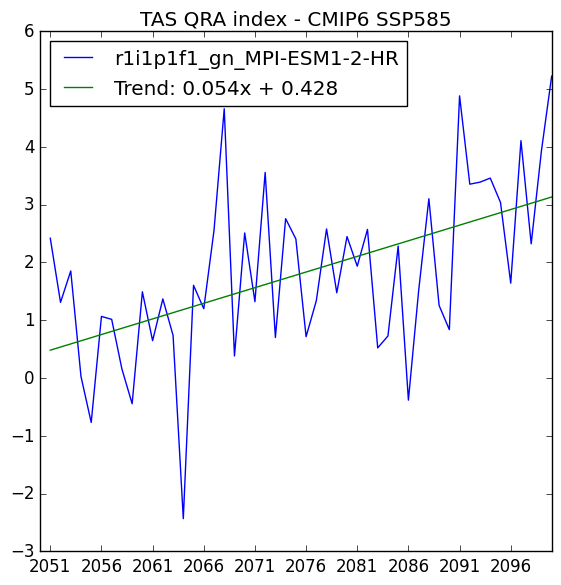 TAS QRA index - CMIP6 SSP585
r1i1p1f1_gn_MPI-ESM1-2-HR
Trend: 0.054x + 0.428
6
5
4
3
2
1
0
−1
−2
−3
2051 2056 2061 2066 2071 2076 2081 2086 2091 2096